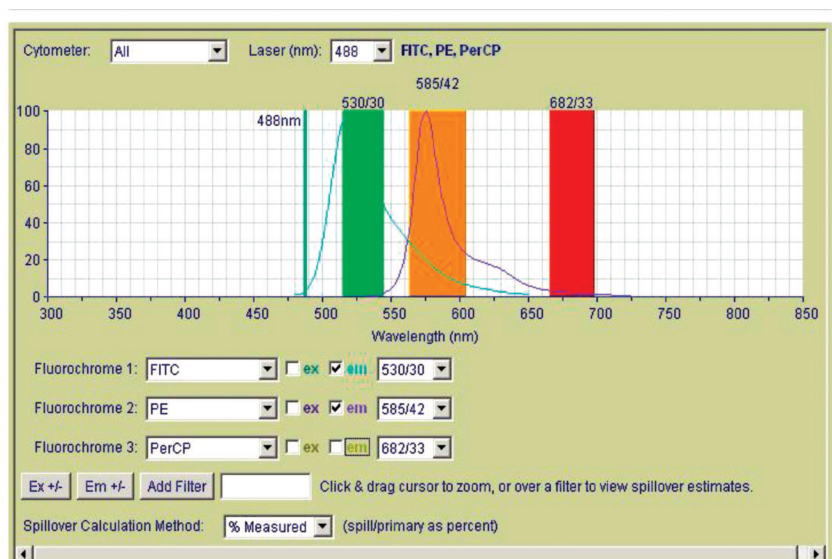 Cytometer: All Laser (nm): 488 FITC, PE, PerCP
585/42
530/30 682/33
488nm
100
80
60
40
20
0
300 350 400 450 500 550 600 650 700 750 800 850
Wavelength (nm)
Fluorochrome 1: FITC ex em 530/30
Fluorochrome 2: PE ex em 585/42
Fluorochrome 3: PerCP ex em 682/33
Ex +/- Em +/- Add Filter Click & drag cursor to zoom, or over a filter to view spillover estimates.
Spillover Calculation Method: % Measured (spill/primary as percent)